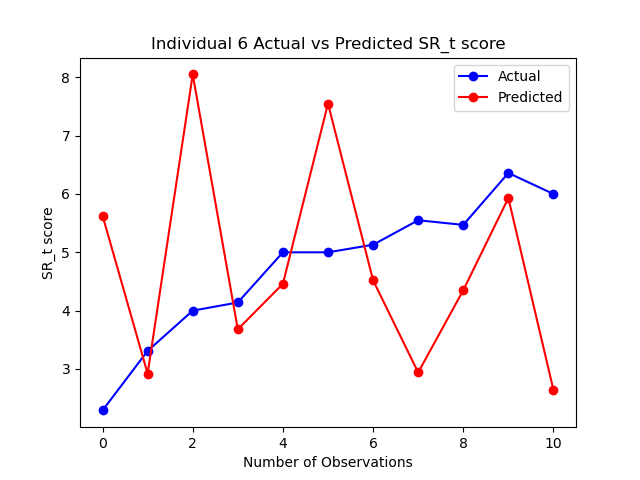 Individual 6 Actual vs Predicted SR_t score
Actual
Predicted
SR_t score
8
7
6
5
4
3
0
2
4
6
8
10
Number of Observations